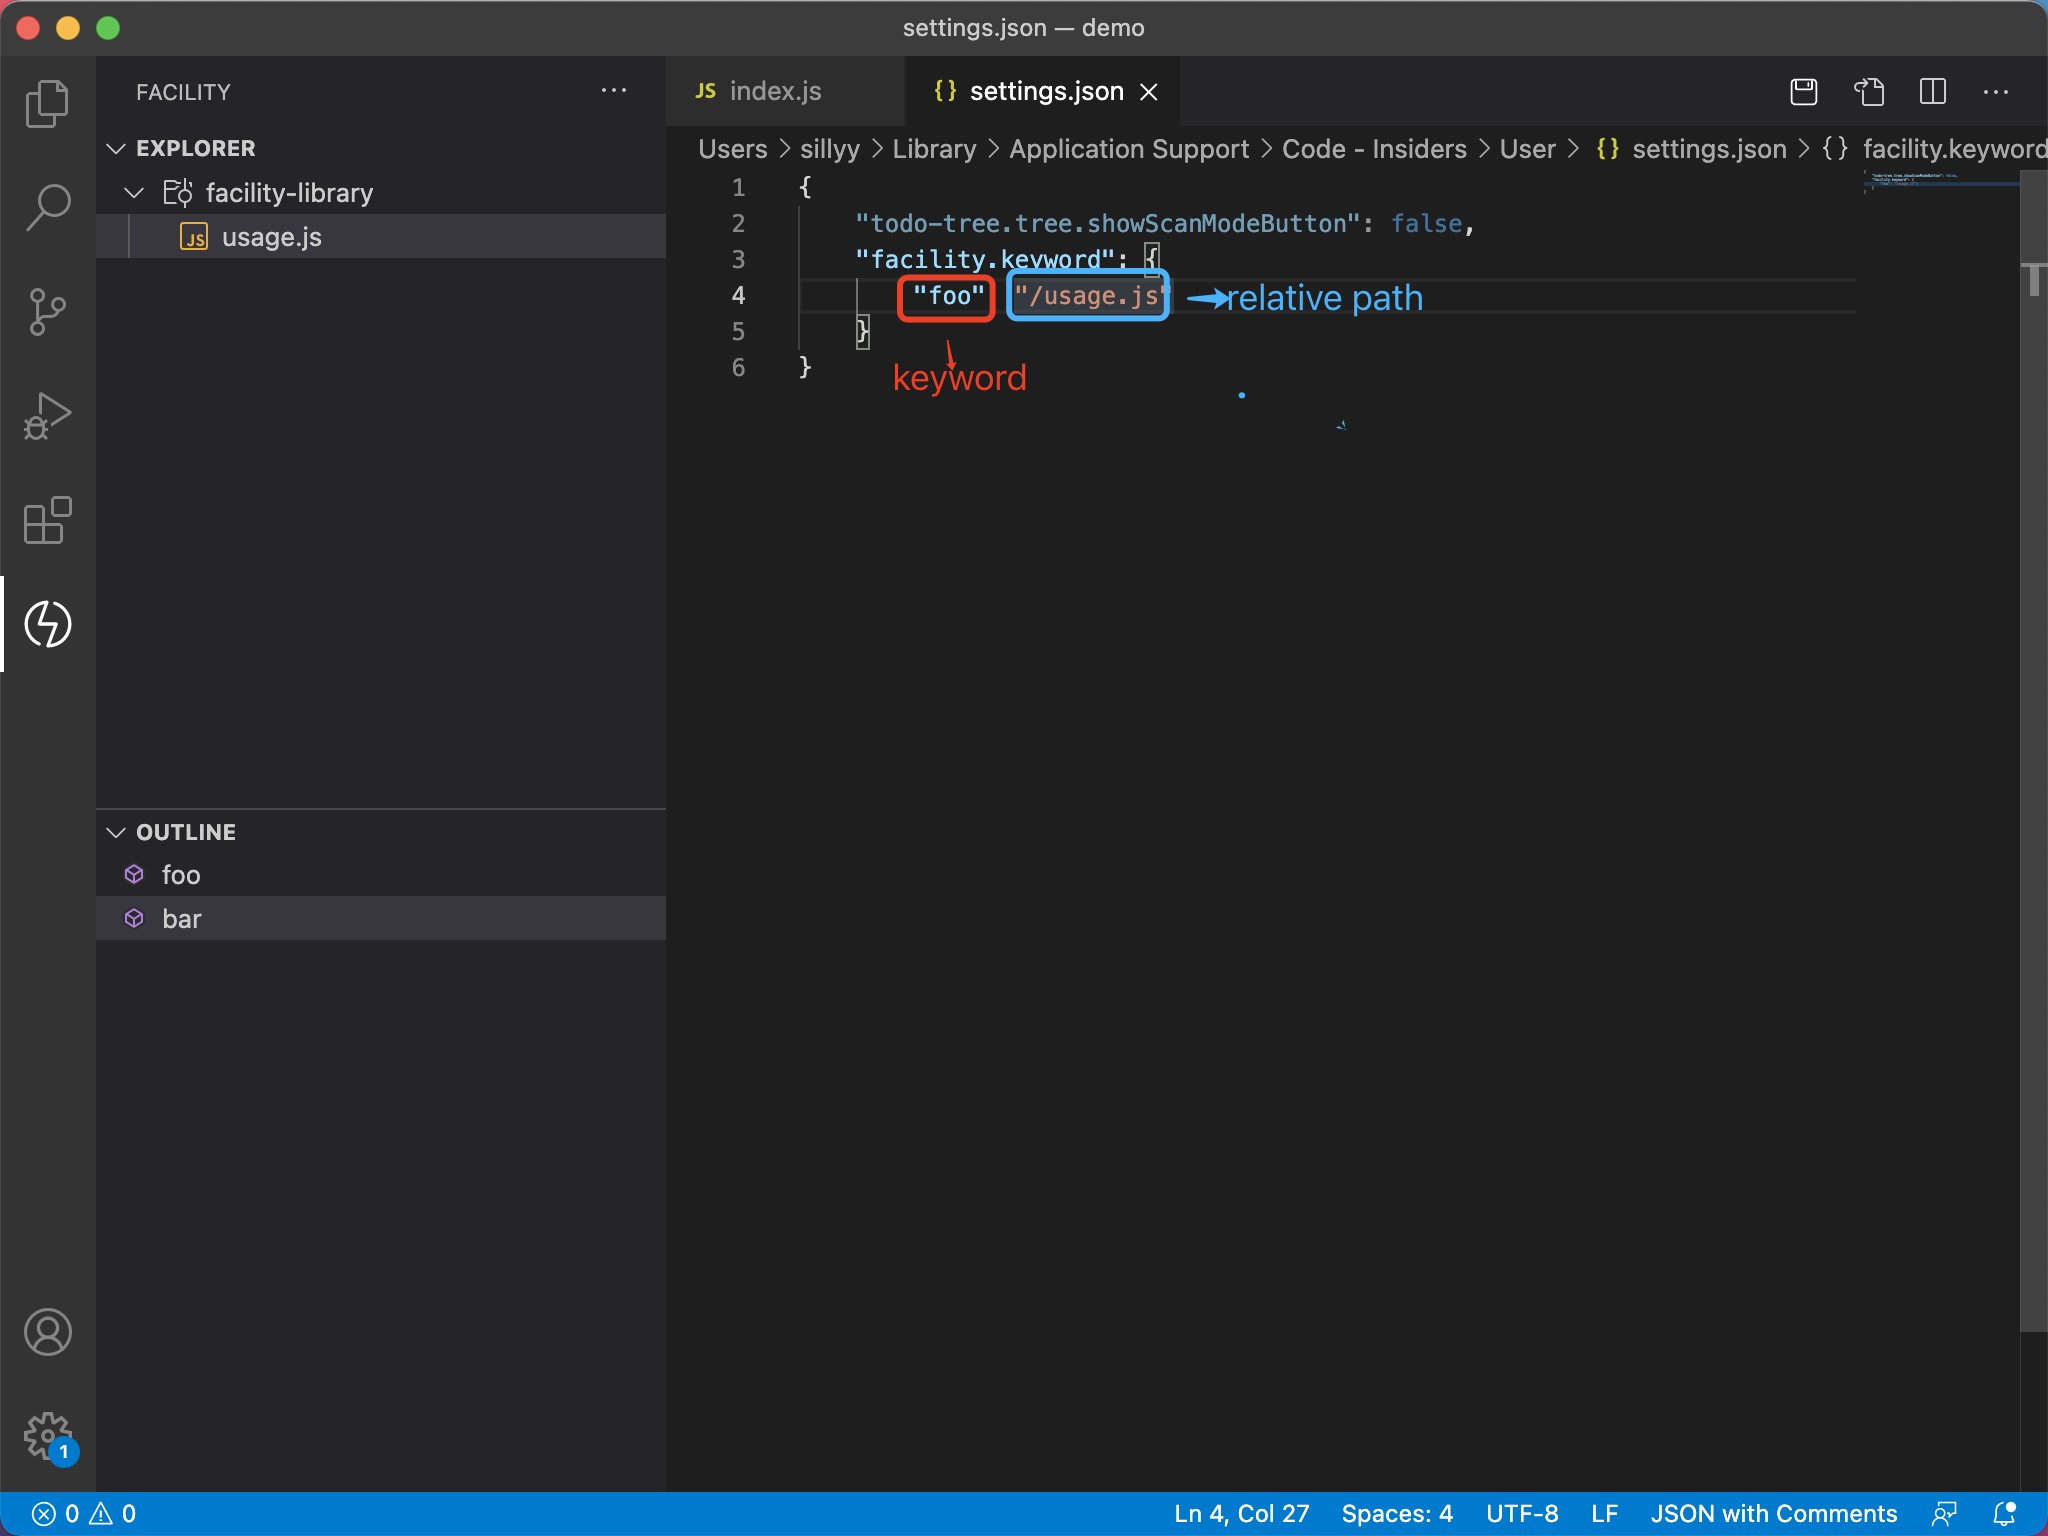 settings.json — demo
FACILITY
EXPLORER
facility-library
JS usage.js
OUTLINE
foo
bar
JS index.js
{} settings.json
Users > sillyy > Library > Application Support > Code - Insiders > User > {} settings.json > {} facility.keyword
1 {
2 "todo-tree.tree.showScanModeButton": false,
3 "facility.keyword": {
4 "foo" "/usage.js" relative path
5 }
keyword
6 }
1
0 0
Ln 4, Col 27 Spaces: 4 UTF-8 LF JSON with Comments